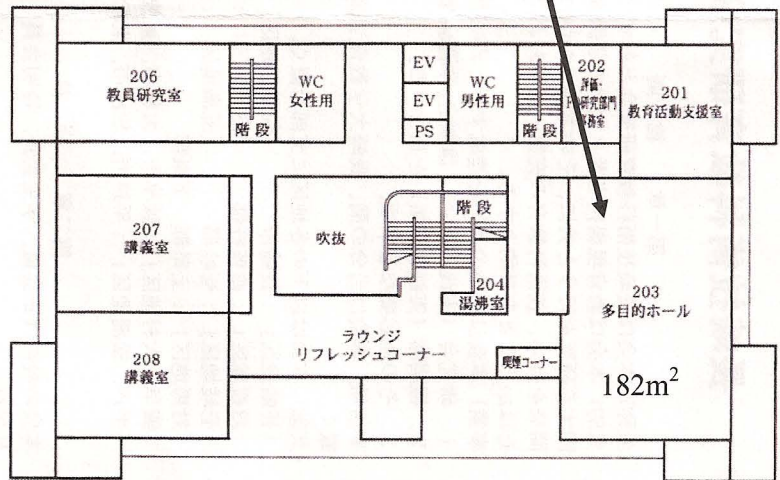 206
教員研究室
階段
WC
女性用
EV
EV
PS
WC
男性用
階段
202
評価・
研究部門
事務室
201
教育活動支援室
207
講義室
吹抜
階段
204
湯沸室
203
多目的ホール
ラウンジ
リフレッシュコーナー
喫煙コーナー
208
講義室
182m²